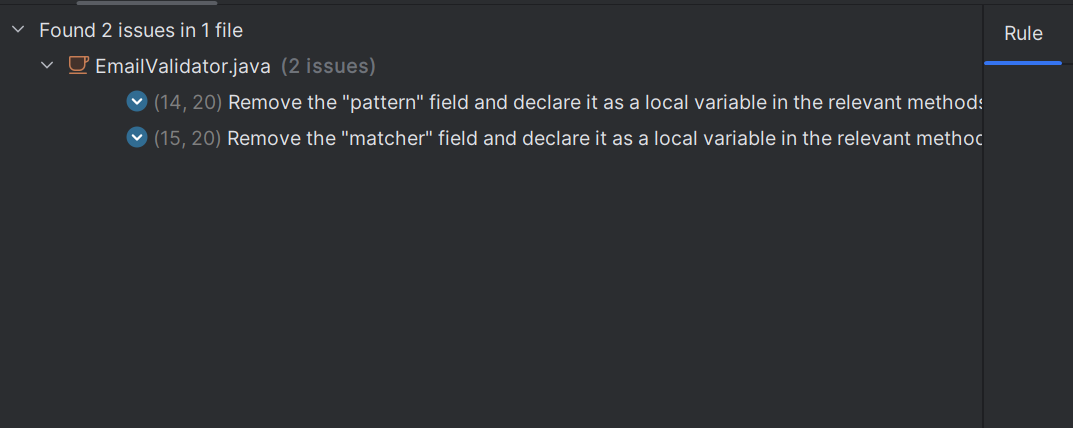 Found 2 issues in 1 file
Rule
EmailValidator.java (2 issues)
(14, 20) Remove the "pattern" field and declare it as a local variable in the relevant methods
(15, 20) Remove the "matcher" field and declare it as a local variable in the relevant